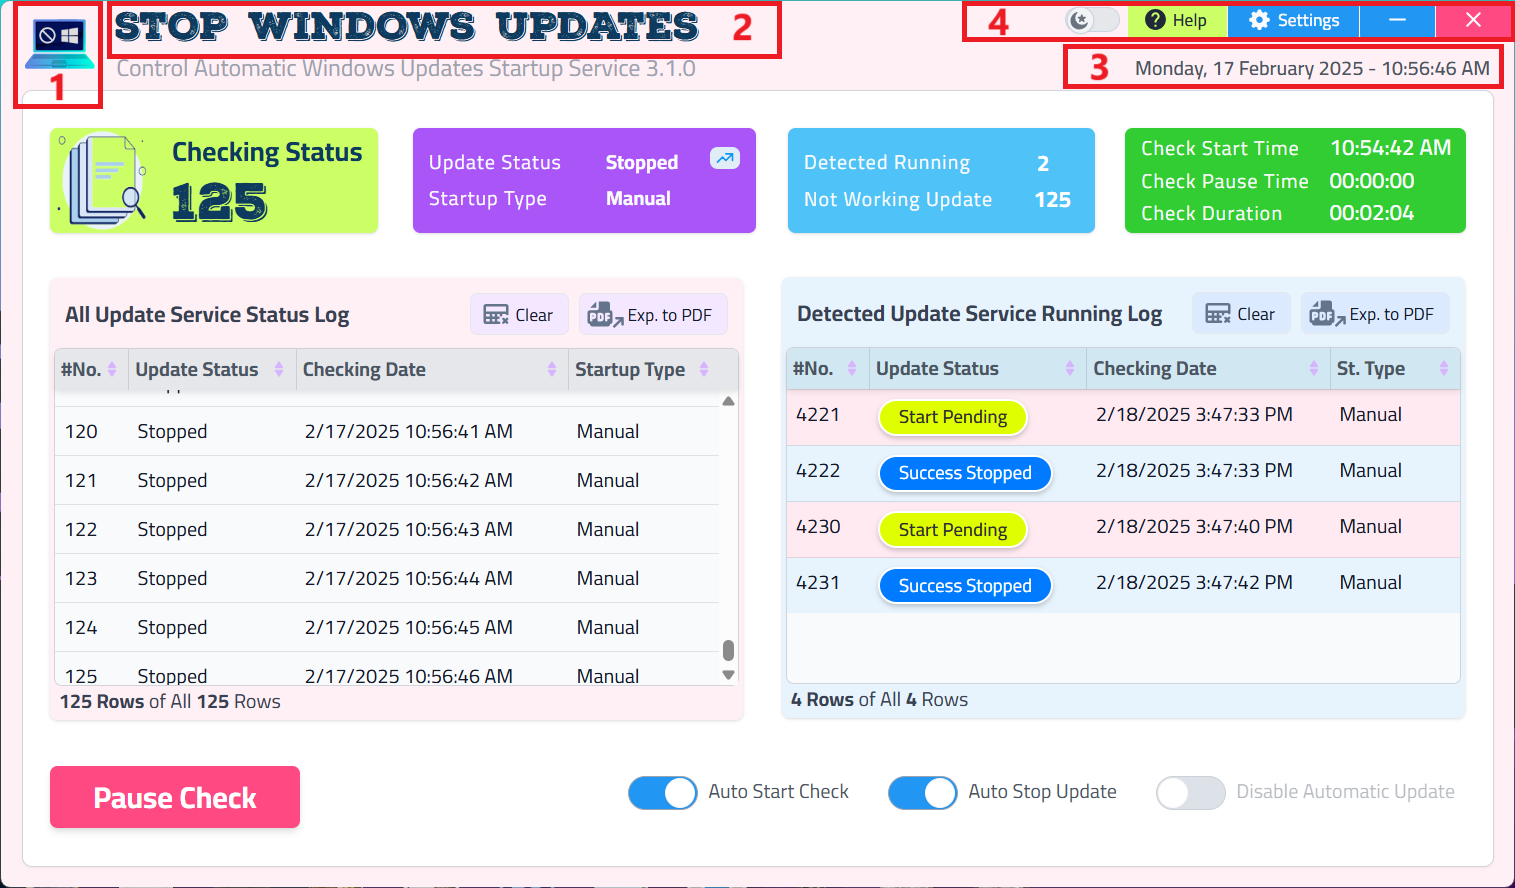 1
STOP WINDOWS UPDATES 2
Control Automatic Windows Updates Startup Service 3.1.0
4 Help Settings
3 Monday, 17 February 2025 - 10:56:46 AM
Checking Status
125
Update Status Stopped
Startup Type Manual
Detected Running 2
Not Working Update 125
Check Start Time 10:54:42 AM
Check Pause Time 00:00:00
Check Duration 00:02:04
All Update Service Status Log Clear PDF Exp. to PDF
#No. Update Status Checking Date Startup Type
120 Stopped 2/17/2025 10:56:41 AM Manual
121 Stopped 2/17/2025 10:56:42 AM Manual
122 Stopped 2/17/2025 10:56:43 AM Manual
123 Stopped 2/17/2025 10:56:44 AM Manual
124 Stopped 2/17/2025 10:56:45 AM Manual
125 Stopped 2/17/2025 10:56:46 AM Manual
125 Rows of All 125 Rows
Detected Update Service Running Log Clear PDF Exp. to PDF
#No. Update Status Checking Date St. Type
4221 Start Pending 2/18/2025 3:47:33 PM Manual
4222 Success Stopped 2/18/2025 3:47:33 PM Manual
4230 Start Pending 2/18/2025 3:47:40 PM Manual
4231 Success Stopped 2/18/2025 3:47:42 PM Manual
4 Rows of All 4 Rows
Pause Check
Auto Start Check
Auto Stop Update
Disable Automatic Update